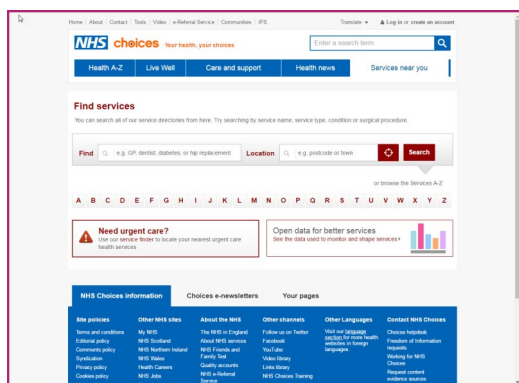 Home | About | Contact | Tools | Video | e-Referral Service | Communities | IPS
Translate
Log in or create an account
NHS choices Your health, your choices
Enter a search term
Health A-Z
Live Well
Care and support
Health news
Services near you
Find services
You can search all of our service directories from here. Try searching by service name, service type, condition or surgical procedure.
Find
e.g. GP, dentist, diabetes, or hip replacement
Location
e.g. postcode or town
Search
or browse the Services A-Z
A B C D E F G H I J K L M N O P Q R S T U V W X Y Z
Need urgent care?
Use our service finder to locate your nearest urgent care
health services
Open data for better services
See the data used to monitor and shape services
NHS Choices information
Choices e-newsletters
Your pages
Site policies
Terms and conditions
Editorial policy
Comments policy
Syndication
Privacy policy
Cookies policy
Other NHS sites
My NHS
NHS Scotland
NHS Northern Ireland
NHS Wales
Health Careers
NHS Jobs
About the NHS
The NHS in England
About NHS services
NHS Friends and
Family Test
Quality accounts
NHS e-Referral
Service
Other channels
Follow us on Twitter
Facebook
YouTube
Video library
Links library
NHS Choices Training
Other Languages
Visit our language
section for more health
websites in foreign
languages.
Contact NHS Choices
Choices helpdesk
Freedom of Information
requests
Working for NHS
Choices
Request content
evidence sources